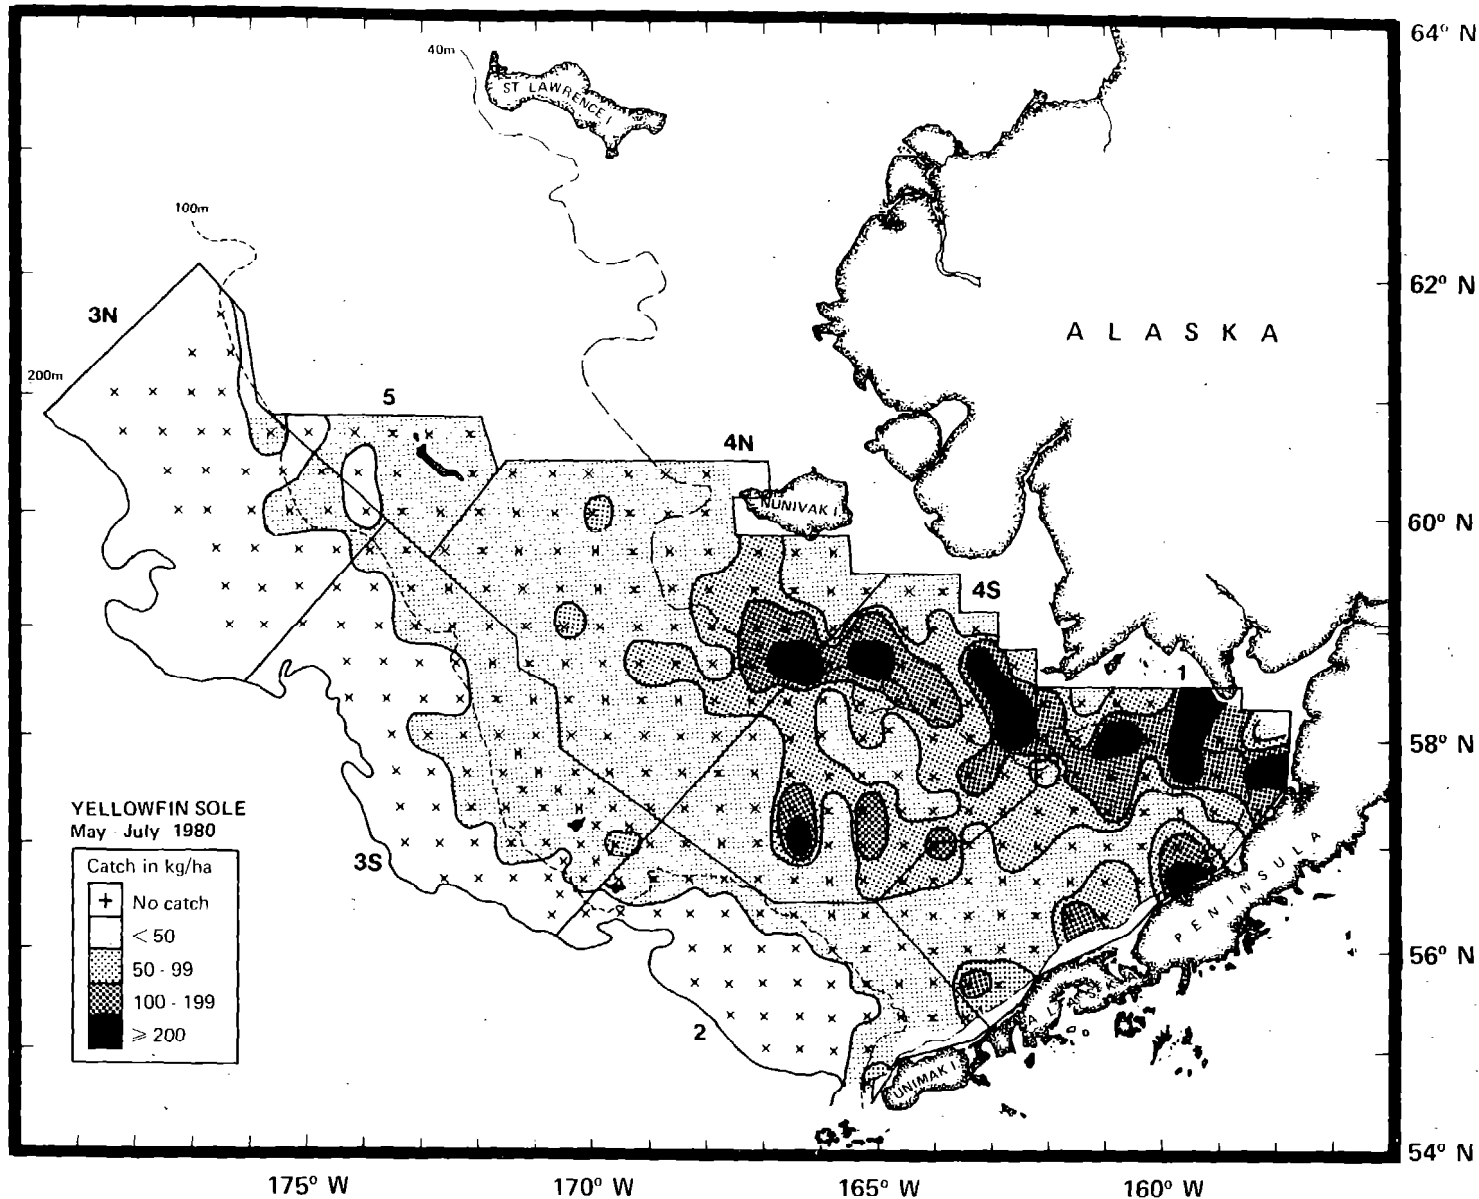 64° N
40m
ST LAWRENCE I
100m
62° N
3N
ALASKA
200m
5
4N
NUNIVAK I.
60° N
4S
1
58° N
YELLOWFIN SOLE
May - July 1980
Catch in kg/ha
+ No catch
< 50
50 - 99
100 - 199
≥ 200
3S
ALASKA PENINSULA
56° N
2
UNIMAK I
54° N
175° W
170° W
165° W
160° W